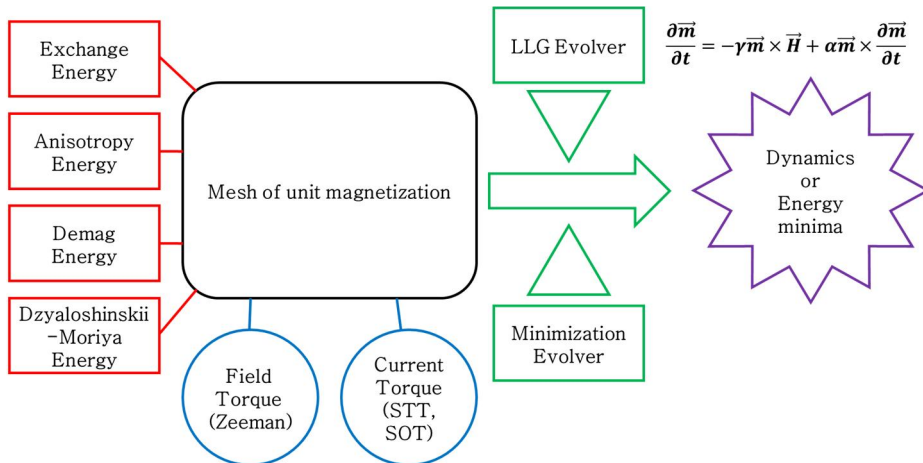 Exchange
Energy
Anisotropy
Energy
Demag
Energy
Dzyaloshinskii
-Moriya
Energy
Mesh of unit magnetization
Field
Torque
(Zeeman)
Current
Torque
(STT,
SOT)
LLG Evolver
Minimization
Evolver
∂m⃗/∂t = −γm⃗ × H⃗ + αm⃗ × ∂m⃗/∂t
Dynamics
or
Energy
minima